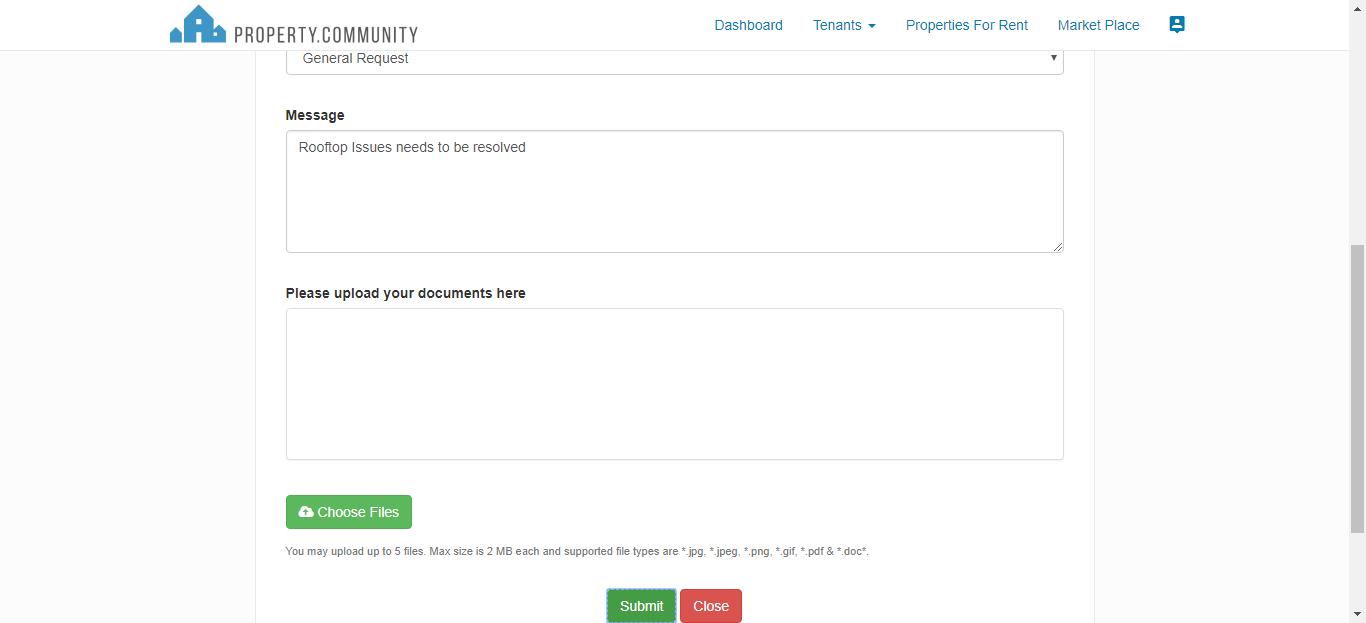 PROPERTY.COMMUNITY
Dashboard Tenants Properties For Rent Market Place
General Request
Message
Rooftop Issues needs to be resolved
Please upload your documents here
Choose Files
You may upload up to 5 files. Max size is 2 MB each and supported file types are *.jpg, *.jpeg, *.png, *.gif, *.pdf & *.doc*.
Submit Close